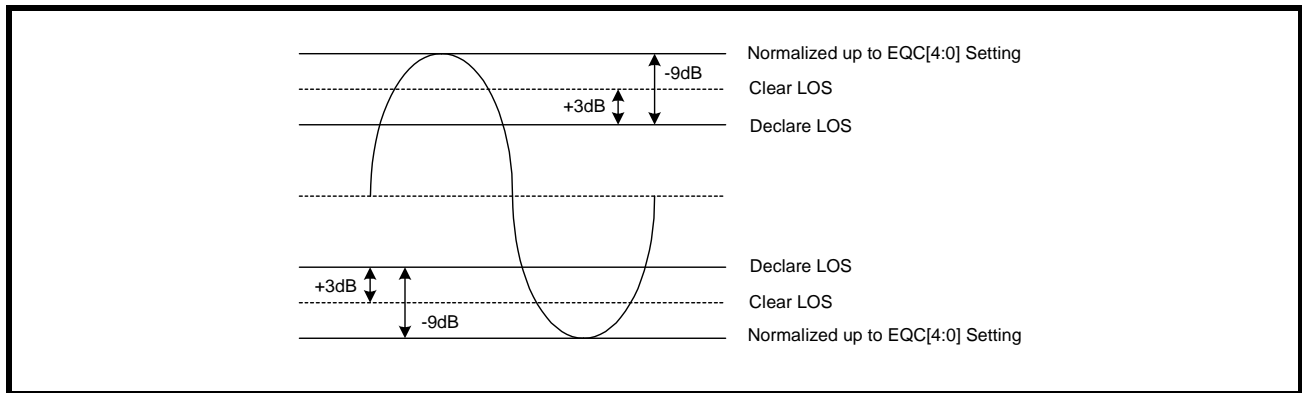 Normalized up to EQC[4:0] Setting
-9dB
Clear LOS
+3dB
Declare LOS
Declare LOS
+3dB
Clear LOS
-9dB
Normalized up to EQC[4:0] Setting